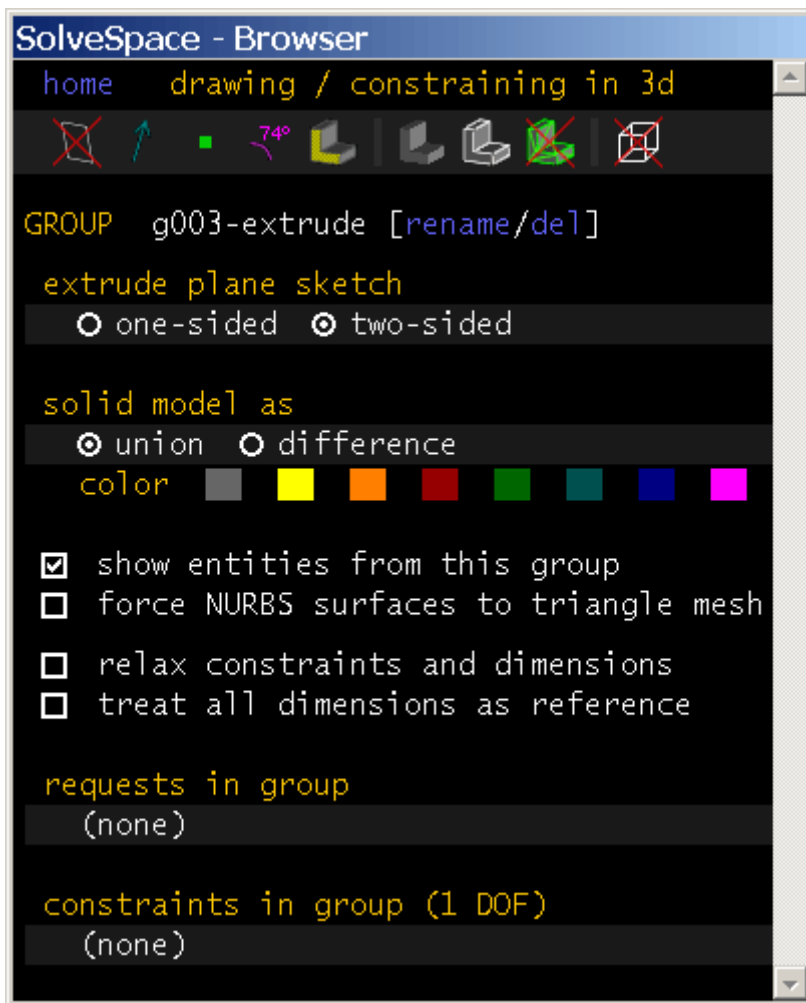 SolveSpace - Browser
home drawing / constraining in 3d
74°
GROUP g003-extrude [rename/del]
extrude plane sketch
one-sided two-sided
solid model as
union difference
color
show entities from this group
force NURBS surfaces to triangle mesh
relax constraints and dimensions
treat all dimensions as reference
requests in group
(none)
constraints in group (1 DOF)
(none)